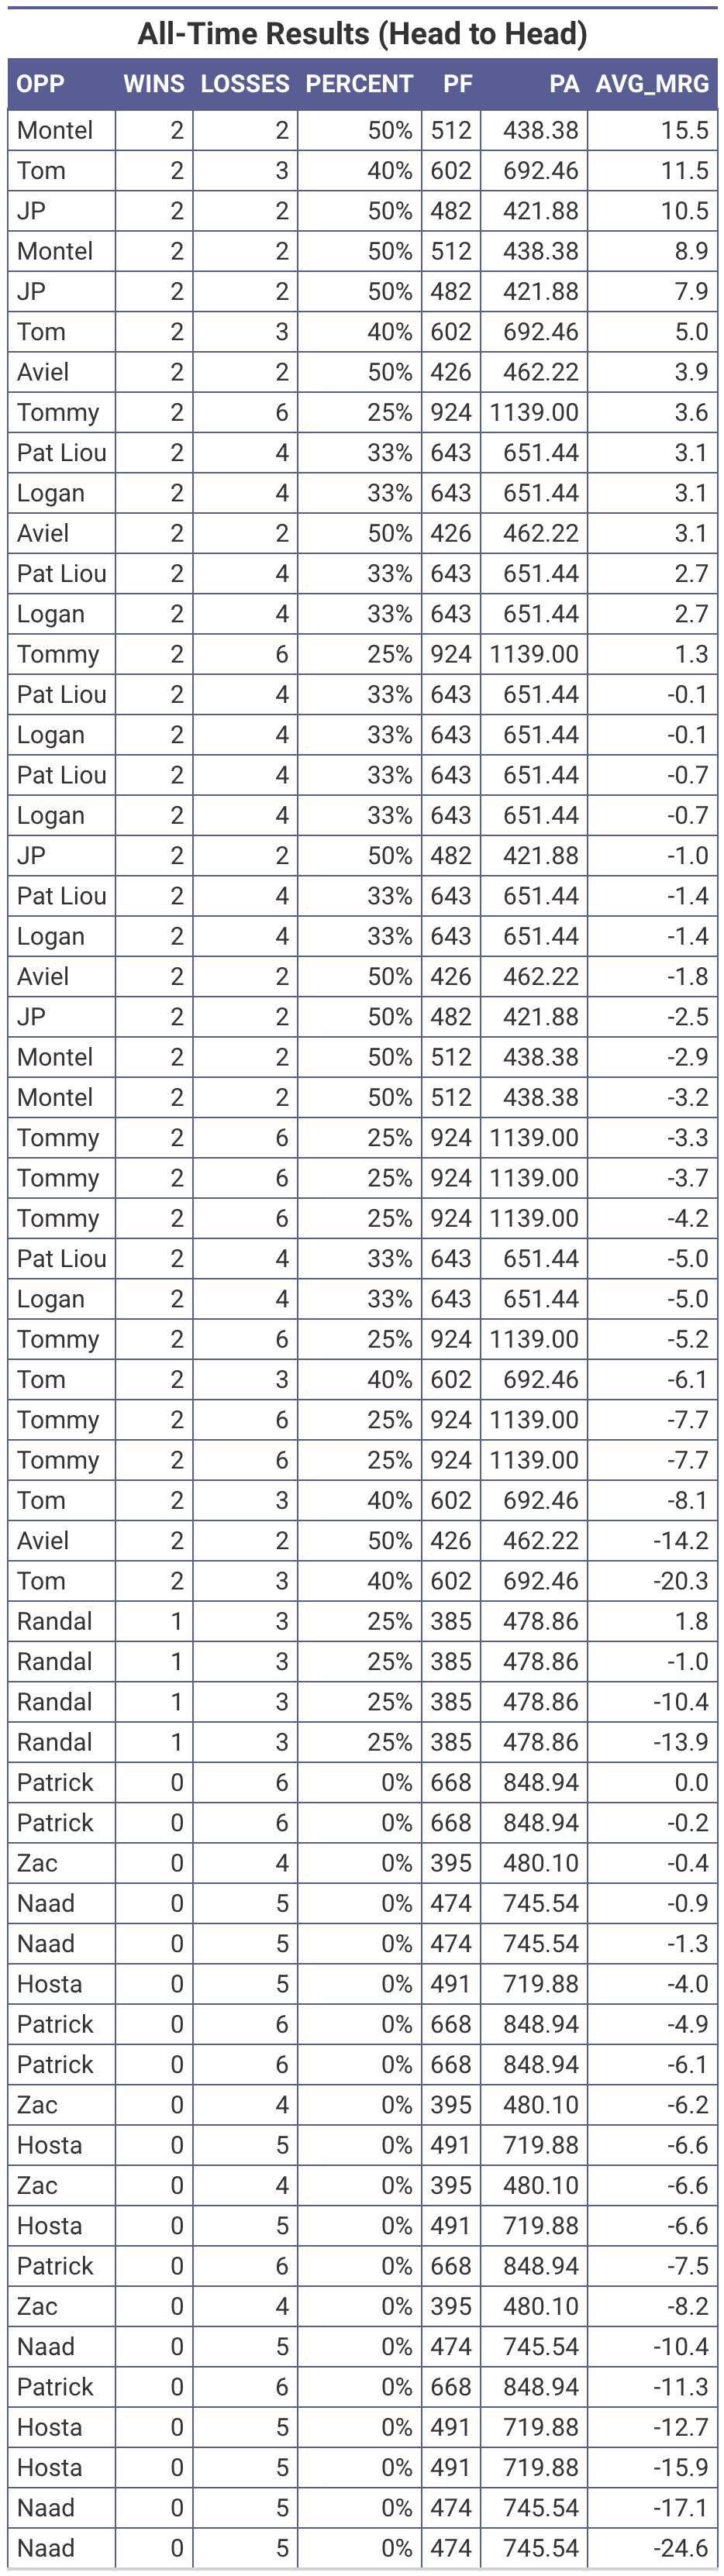 All-Time Results (Head to Head)
OPP WINS LOSSES PERCENT PF PA AVG_MRG
Montel 2 2 50% 512 438.38 15.5
Tom 2 3 40% 602 692.46 11.5
JP 2 2 50% 482 421.88 10.5
Montel 2 2 50% 512 438.38 8.9
JP 2 2 50% 482 421.88 7.9
Tom 2 3 40% 602 692.46 5.0
Aviel 2 2 50% 426 462.22 3.9
Tommy 2 6 25% 924 1139.00 3.6
Pat Liou 2 4 33% 643 651.44 3.1
Logan 2 4 33% 643 651.44 3.1
Aviel 2 2 50% 426 462.22 3.1
Pat Liou 2 4 33% 643 651.44 2.7
Logan 2 4 33% 643 651.44 2.7
Tommy 2 6 25% 924 1139.00 1.3
Pat Liou 2 4 33% 643 651.44 -0.1
Logan 2 4 33% 643 651.44 -0.1
Pat Liou 2 4 33% 643 651.44 -0.7
Logan 2 4 33% 643 651.44 -0.7
JP 2 2 50% 482 421.88 -1.0
Pat Liou 2 4 33% 643 651.44 -1.4
Logan 2 4 33% 643 651.44 -1.4
Aviel 2 2 50% 426 462.22 -1.8
JP 2 2 50% 482 421.88 -2.5
Montel 2 2 50% 512 438.38 -2.9
Montel 2 2 50% 512 438.38 -3.2
Tommy 2 6 25% 924 1139.00 -3.3
Tommy 2 6 25% 924 1139.00 -3.7
Tommy 2 6 25% 924 1139.00 -4.2
Pat Liou 2 4 33% 643 651.44 -5.0
Logan 2 4 33% 643 651.44 -5.0
Tommy 2 6 25% 924 1139.00 -5.2
Tom 2 3 40% 602 692.46 -6.1
Tommy 2 6 25% 924 1139.00 -7.7
Tommy 2 6 25% 924 1139.00 -7.7
Tom 2 3 40% 602 692.46 -8.1
Aviel 2 2 50% 426 462.22 -14.2
Tom 2 3 40% 602 692.46 -20.3
Randal 1 3 25% 385 478.86 1.8
Randal 1 3 25% 385 478.86 -1.0
Randal 1 3 25% 385 478.86 -10.4
Randal 1 3 25% 385 478.86 -13.9
Patrick 0 6 0% 668 848.94 0.0
Patrick 0 6 0% 668 848.94 -0.2
Zac 0 4 0% 395 480.10 -0.4
Naad 0 5 0% 474 745.54 -0.9
Naad 0 5 0% 474 745.54 -1.3
Hosta 0 5 0% 491 719.88 -4.0
Patrick 0 6 0% 668 848.94 -4.9
Patrick 0 6 0% 668 848.94 -6.1
Zac 0 4 0% 395 480.10 -6.2
Hosta 0 5 0% 491 719.88 -6.6
Zac 0 4 0% 395 480.10 -6.6
Hosta 0 5 0% 491 719.88 -6.6
Patrick 0 6 0% 668 848.94 -7.5
Zac 0 4 0% 395 480.10 -8.2
Naad 0 5 0% 474 745.54 -10.4
Patrick 0 6 0% 668 848.94 -11.3
Hosta 0 5 0% 491 719.88 -12.7
Hosta 0 5 0% 491 719.88 -15.9
Naad 0 5 0% 474 745.54 -17.1
Naad 0 5 0% 474 745.54 -24.6